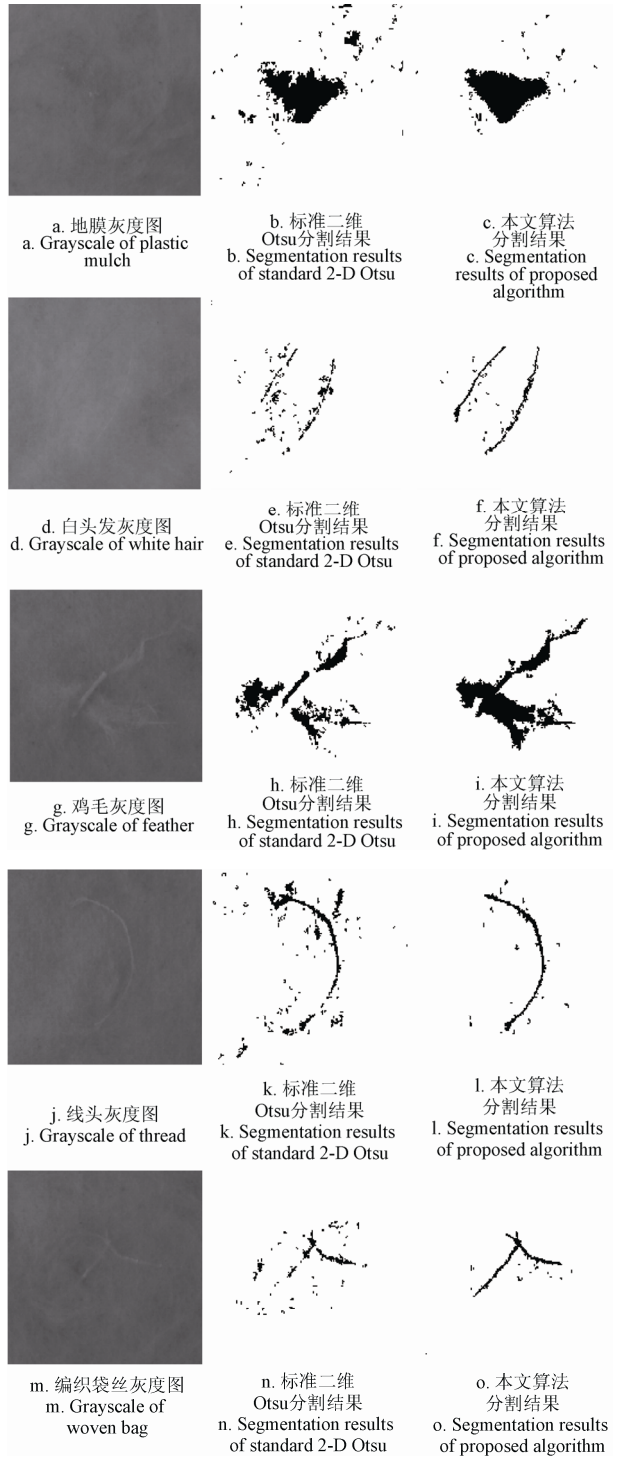 a. 地膜灰度图
a. Grayscale of plastic
mulch
b. 标准二维
Otsu分割结果
b. Segmentation results
of standard 2-D Otsu
c. 本文算法
分割结果
c. Segmentation
results of proposed
algorithm
d. 白头发灰度图
d. Grayscale of white hair
e. 标准二维
Otsu分割结果
e. Segmentation results
of standard 2-D Otsu
f. 本文算法
分割结果
f. Segmentation results
of proposed algorithm
g. 鸡毛灰度图
g. Grayscale of feather
h. 标准二维
Otsu分割结果
h. Segmentation results
of standard 2-D Otsu
i. 本文算法
分割结果
i. Segmentation results
of proposed algorithm
j. 线头灰度图
j. Grayscale of thread
k. 标准二维
Otsu分割结果
k. Segmentation results
of standard 2-D Otsu
l. 本文算法
分割结果
l. Segmentation results
of proposed algorithm
m. 编织袋丝灰度图
m. Grayscale of
woven bag
n. 标准二维
Otsu分割结果
n. Segmentation results
of standard 2-D Otsu
o. 本文算法
分割结果
o. Segmentation results
of proposed algorithm